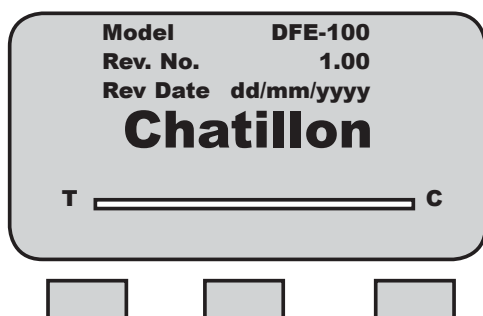 Model DFE-100
Rev. No. 1.00
Rev Date dd/mm/yyyy
Chatillon
T C